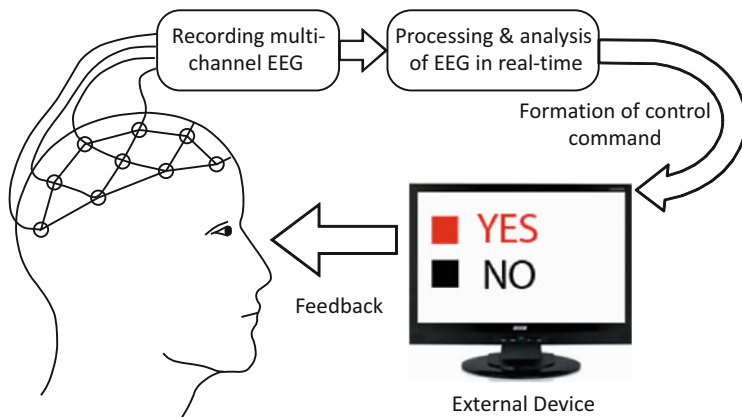 Recording multi-
channel EEG
Processing & analysis
of EEG in real-time
Formation of control
command
YES
NO
Feedback
External Device